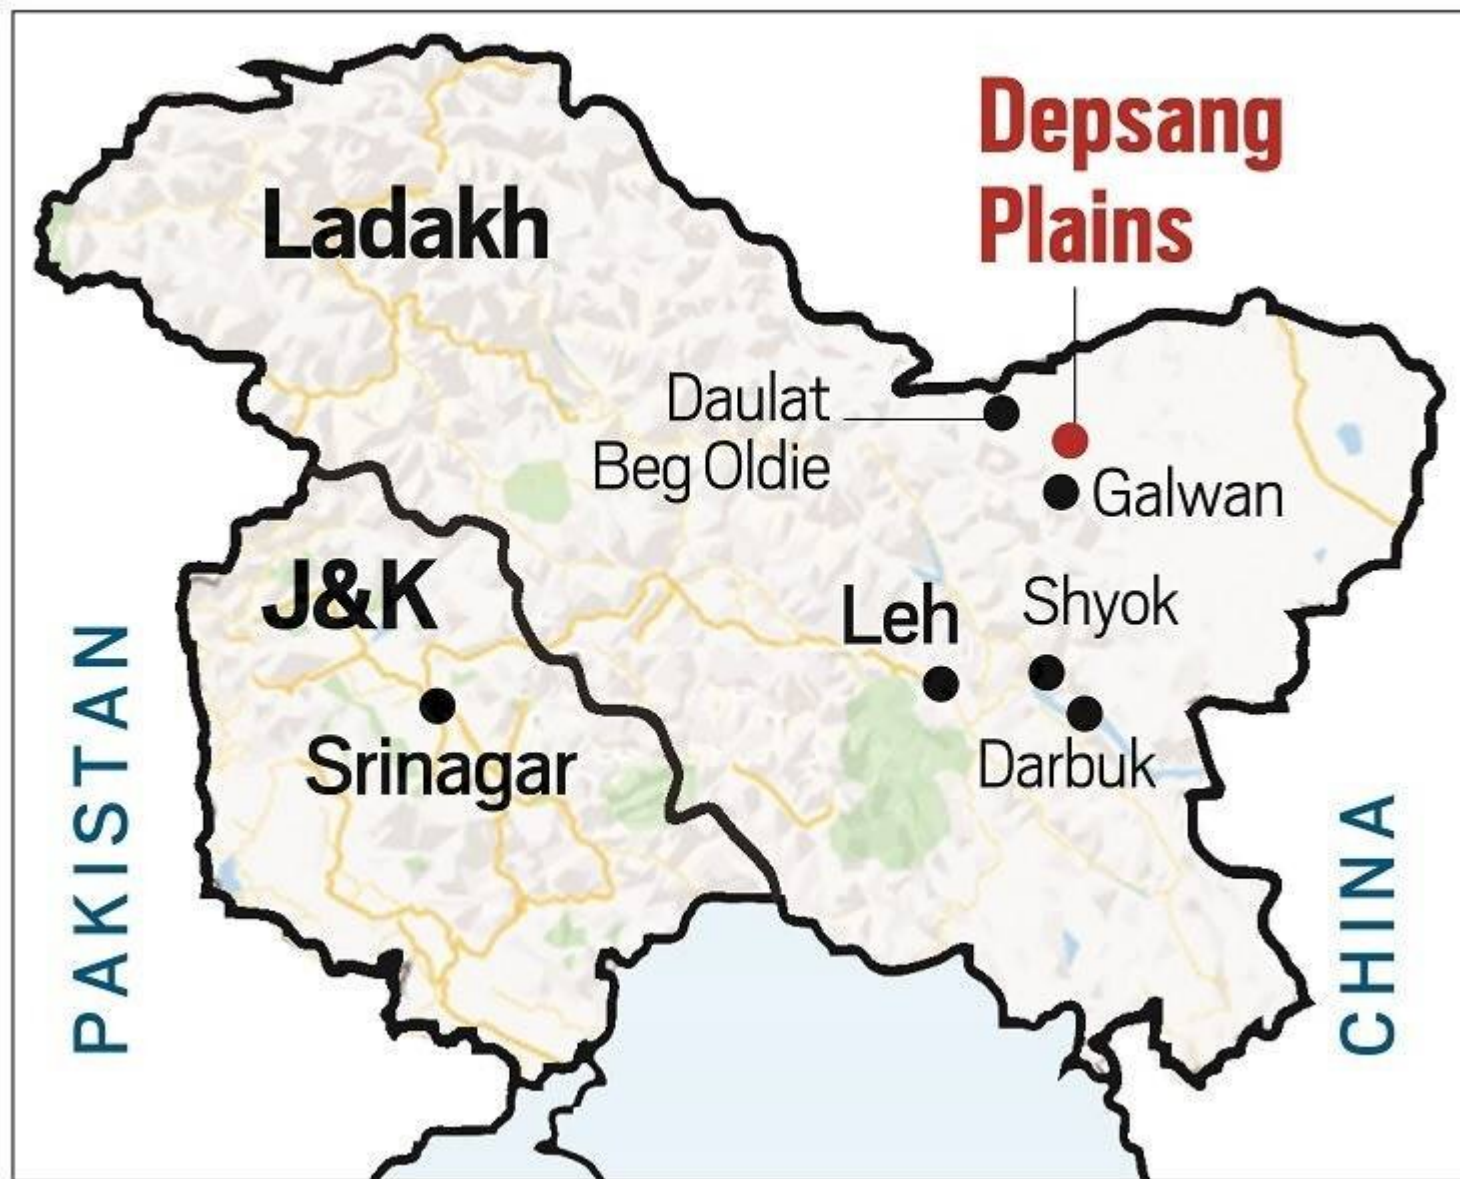 Depsang
Plains
Ladakh
Daulat
Beg Oldie
Galwan
J&K
Leh
Shyok
Srinagar
Darbuk
PAKISTAN
CHINA